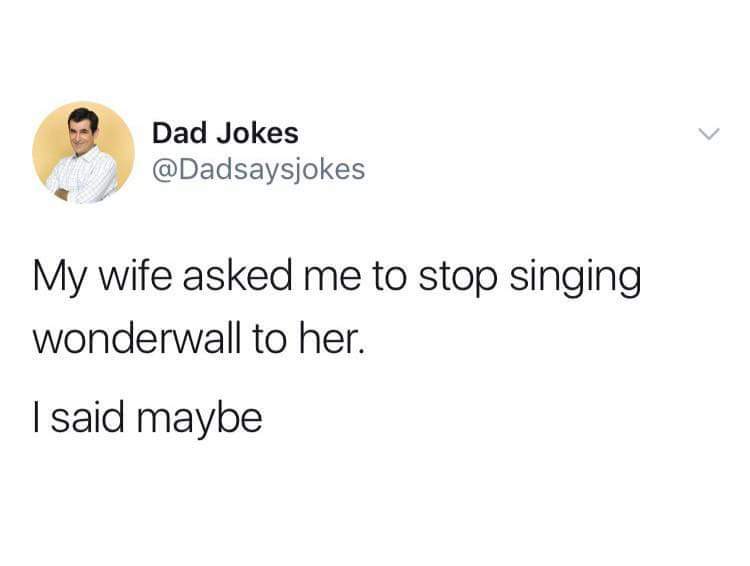 Dad Jokes
@Dadsaysjokes
My wife asked me to stop singing
wonderwall to her.
I said maybe